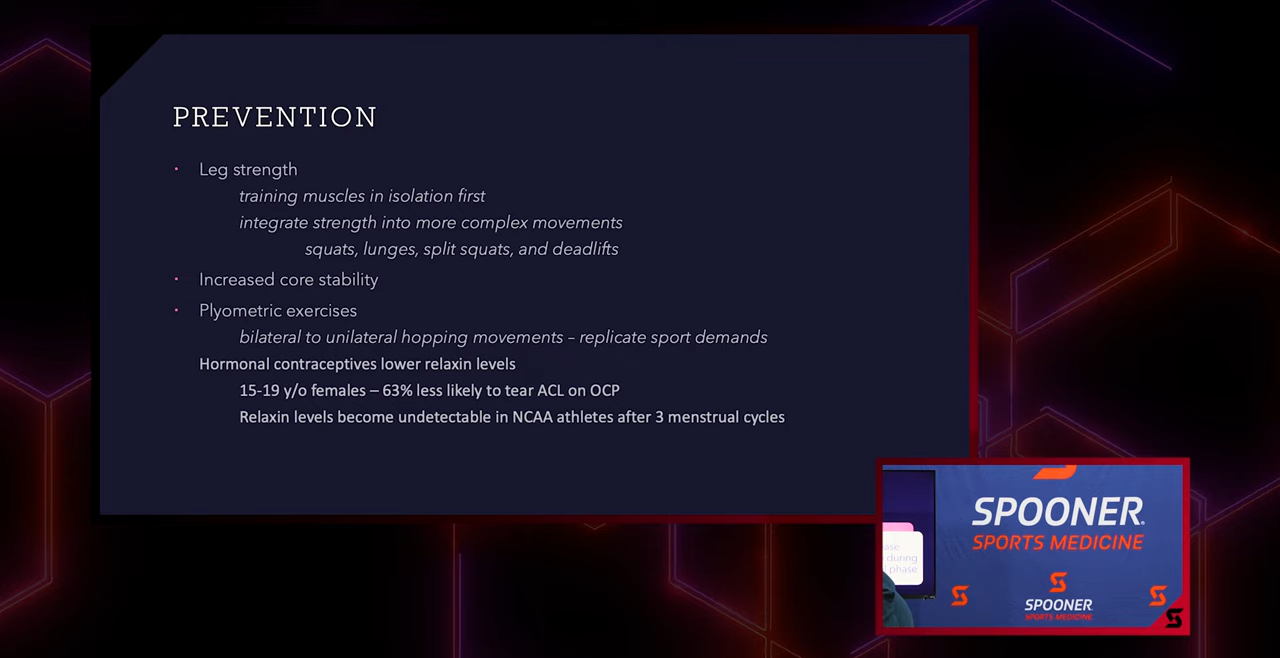 PREVENTION
· Leg strength
training muscles in isolation first
integrate strength into more complex movements
squats, lunges, split squats, and deadlifts
· Increased core stability
· Plyometric exercises
bilateral to unilateral hopping movements – replicate sport demands
Hormonal contraceptives lower relaxin levels
15-19 y/o females – 63% less likely to tear ACL on OCP
Relaxin levels become undetectable in NCAA athletes after 3 menstrual cycles
SPOONER
SPORTS MEDICINE
during
phase
SPOONER
SPORTS MEDICINE